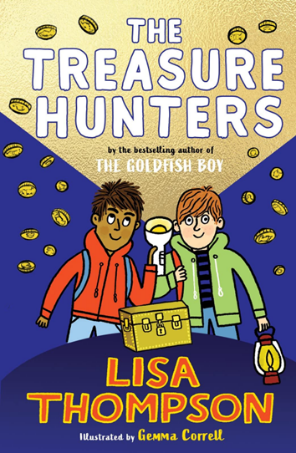 THE
TREASURE
HUNTERS
by the bestselling author of
THE GOLDFISH BOY
LISA
THOMPSON
Illustrated by Gemma Correll